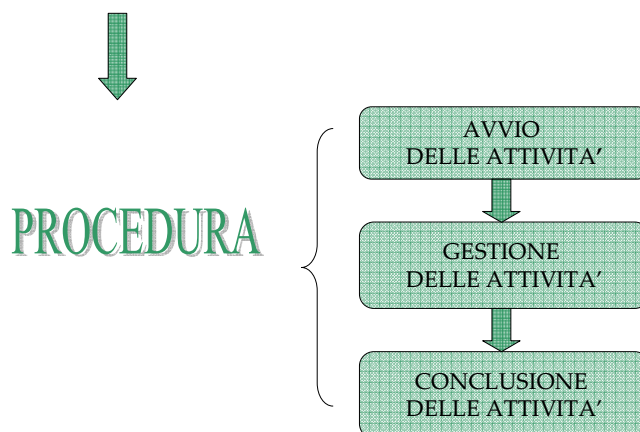 PROCEDURA
AVVIO
DELLE ATTIVITA'
GESTIONE
DELLE ATTIVITA'
CONCLUSIONE
DELLE ATTIVITA'